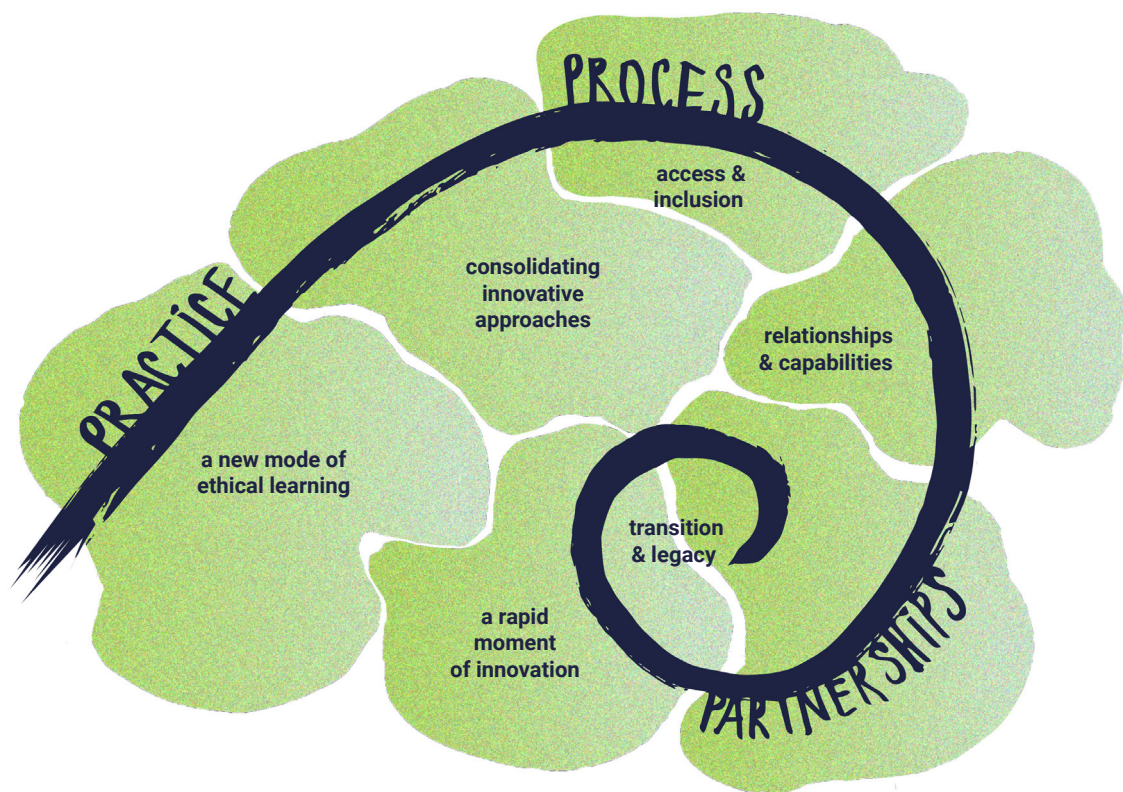 PROCESS
access &
inclusion
consolidating
innovative
approaches
PRACTiCE
relationships
& capabilities
a new mode of
ethical learning
transition
& legacy
a rapid
moment
of innovation
PARTNERSHiPS